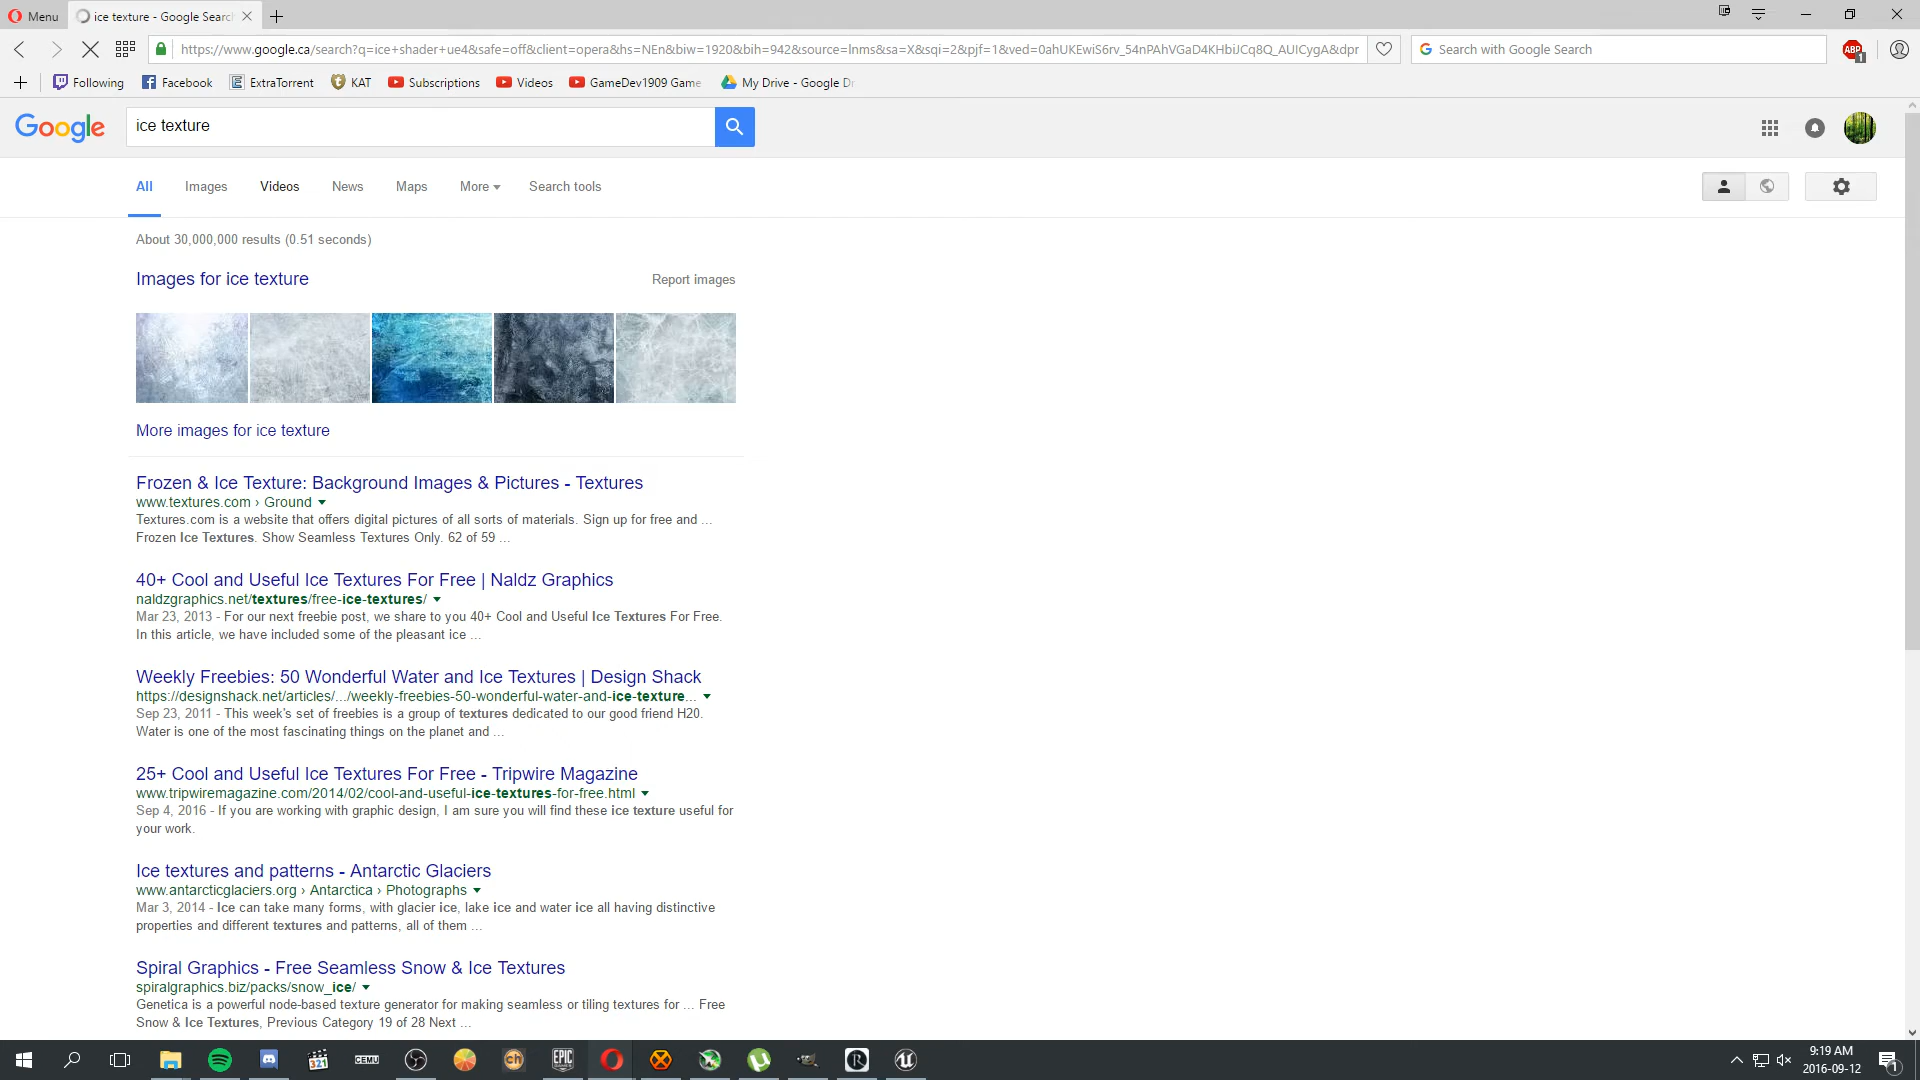 Menu
ice texture - Google Searc
https://www.google.ca/search?q=ice+shader+ue4&safe=off&client=opera&hs=NEn&biw=1920&bih=942&source=lnms&sa=X&sqi=2&pjf=1&ved=0ahUKEwiS6rv_54nPAhVGaD4KHbiJCq8Q_AUICygA&dpr
Search with Google Search
ABP
1
Following
Facebook
ExtraTorrent
KAT
Subscriptions
Videos
GameDev1909 Game
My Drive - Google Dr
Google
ice texture
All
Images
Videos
News
Maps
More
Search tools
About 30,000,000 results (0.51 seconds)
Images for ice texture
Report images
More images for ice texture
Frozen & Ice Texture: Background Images & Pictures - Textures
www.textures.com › Ground
Textures.com is a website that offers digital pictures of all sorts of materials. Sign up for free and ...
Frozen Ice Textures. Show Seamless Textures Only. 62 of 59 ...
40+ Cool and Useful Ice Textures For Free | Naldz Graphics
naldzgraphics.net/textures/free-ice-textures/
Mar 23, 2013 - For our next freebie post, we share to you 40+ Cool and Useful Ice Textures For Free.
In this article, we have included some of the pleasant ice ...
Weekly Freebies: 50 Wonderful Water and Ice Textures | Design Shack
https://designshack.net/articles/.../weekly-freebies-50-wonderful-water-and-ice-texture...
Sep 23, 2011 - This week's set of freebies is a group of textures dedicated to our good friend H20.
Water is one of the most fascinating things on the planet and ...
25+ Cool and Useful Ice Textures For Free - Tripwire Magazine
www.tripwiremagazine.com/2014/02/cool-and-useful-ice-textures-for-free.html
Sep 4, 2016 - If you are working with graphic design, I am sure you will find these ice texture useful for
your work.
Ice textures and patterns - Antarctic Glaciers
www.antarcticglaciers.org › Antarctica › Photographs
Mar 3, 2014 - Ice can take many forms, with glacier ice, lake ice and water ice all having distinctive
properties and different textures and patterns, all of them ...
Spiral Graphics - Free Seamless Snow & Ice Textures
spiralgraphics.biz/packs/snow_ice/
Genetica is a powerful node-based texture generator for making seamless or tiling textures for ... Free
Snow & Ice Textures, Previous Category 19 of 28 Next ...
321
CEMU
ch
EPIC
R
9:19 AM
2016-09-12
1